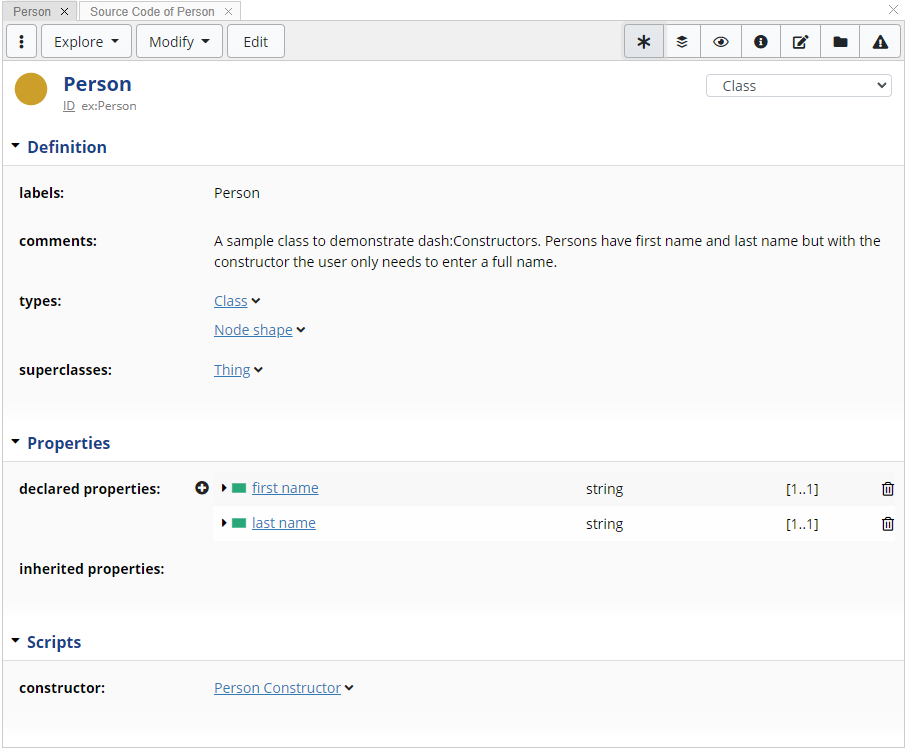 Person
Source Code of Person
Explore
Modify
Edit
Person
Class
ID ex:Person
Definition
labels: Person
comments: A sample class to demonstrate dash:Constructors. Persons have first name and last name but with the
constructor the user only needs to enter a full name.
types: Class
Node shape
superclasses: Thing
Properties
declared properties: first name string [1..1]
last name string [1..1]
inherited properties:
Scripts
constructor: Person Constructor